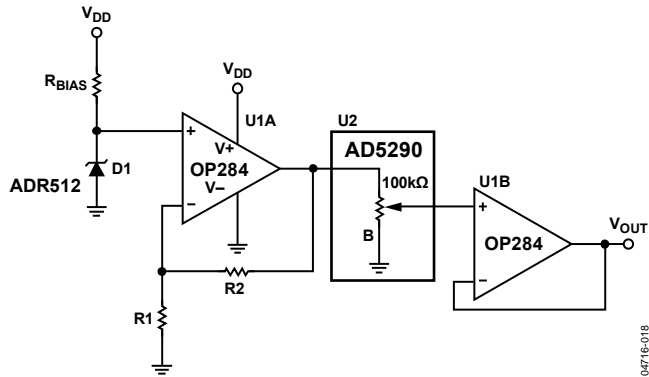 VDD
RBIAS
D1
ADR512
VDD
U1A
+
V+
OP284
V–
–
R2
R1
U2
AD5290
100kΩ
B
U1B
+
OP284
–
VOUT
04716-018